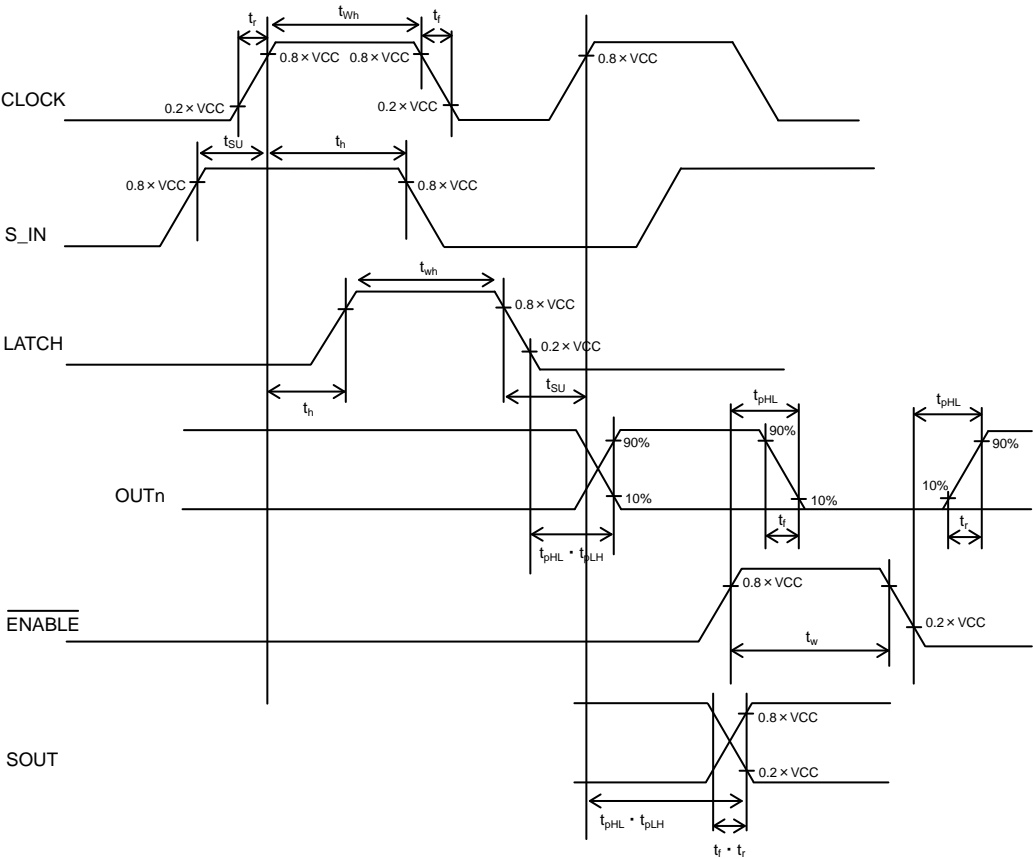 tr
tWh
tf
0.8×VCC 0.8×VCC
0.8×VCC
CLOCK
0.2×VCC
0.2×VCC
tSU
th
0.8×VCC
0.8×VCC
S_IN
twh
0.8×VCC
LATCH
0.2×VCC
th
tSU
tpHL
tpHL
90%
90%
90%
OUTn
10%
10%
10%
tf
tr
tpHL・tpLH
0.8×VCC
ENABLE
0.2×VCC
tw
0.8×VCC
SOUT
0.2×VCC
tpHL・tpLH
tf・tr